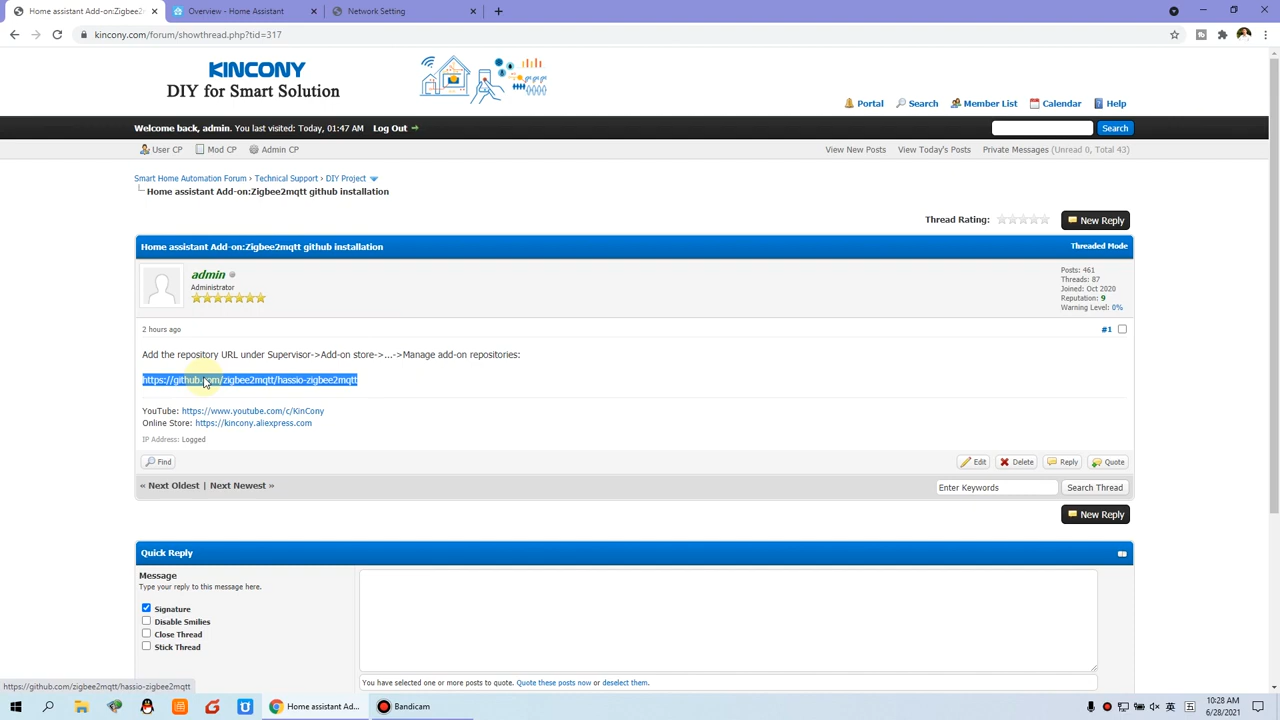 Home assistant Add-on:Zigbee2
Overview - Home Assistant
Network Setting
kincony.com/forum/showthread.php?tid=317
KINCONY
DIY for Smart Solution
Portal
Search
Member List
Calendar
Help
Welcome back, admin. You last visited: Today, 01:47 AM Log Out
Search
User CP
Mod CP
Admin CP
View New Posts
View Today's Posts
Private Messages (Unread 0, Total 43)
Smart Home Automation Forum › Technical Support › DIY Project
Home assistant Add-on:Zigbee2mqtt github installation
Thread Rating:
New Reply
Home assistant Add-on:Zigbee2mqtt github installation
Threaded Mode
admin
Administrator
Posts: 461
Threads: 87
Joined: Oct 2020
Reputation: 9
Warning Level: 0%
2 hours ago
#1
Add the repository URL under Supervisor->Add-on store->...->Manage add-on repositories:
https://github.com/zigbee2mqtt/hassio-zigbee2mqtt
YouTube: https://www.youtube.com/c/KinCony
Online Store: https://kincony.aliexpress.com
IP Address: Logged
Find
Edit
Delete
Reply
Quote
« Next Oldest | Next Newest »
Enter Keywords
Search Thread
New Reply
Quick Reply
Message
Type your reply to this message here.
Signature
Disable Smilies
Close Thread
Stick Thread
You have selected one or more posts to quote. Quote these posts now or deselect them.
https://github.com/zigbee2mqtt/hassio-zigbee2mqtt
Home assistant Ad...
Bandicam
英
五
10:28 AM
6/28/2021